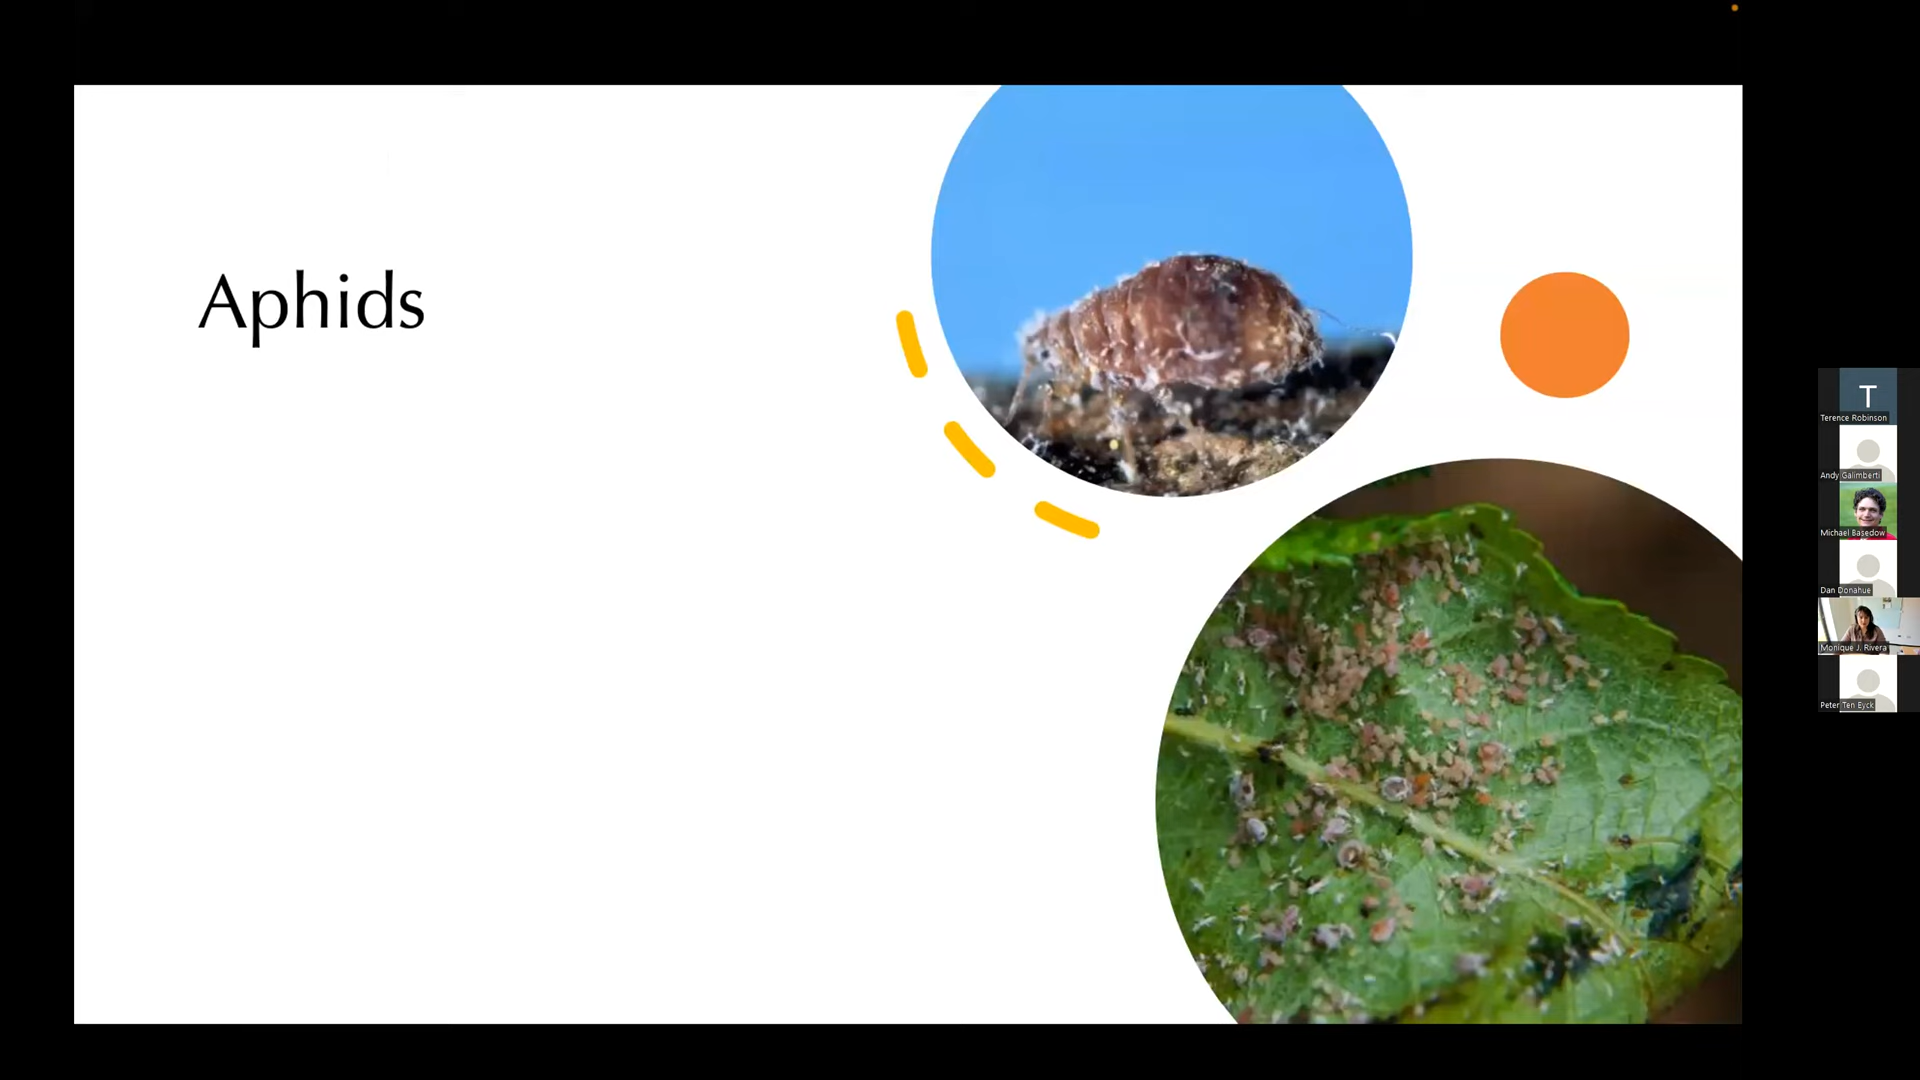 Aphids
T
Terence Robinson
Andy Galimberti
Michael Basedow
Dan Donahue
Monique J. Rivera
Peter Ten Eyck